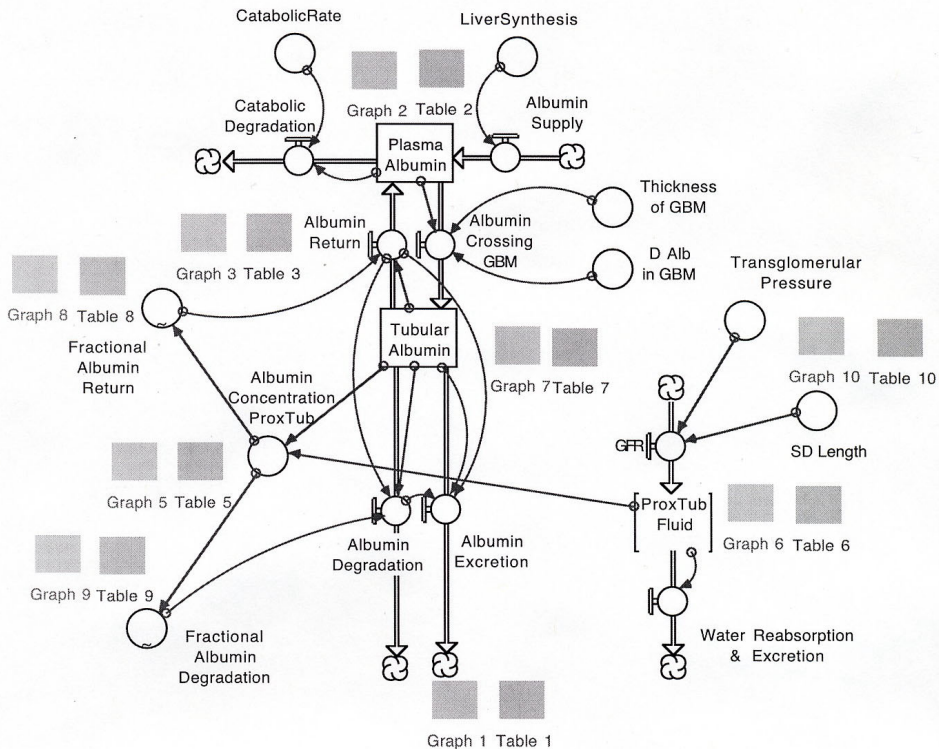 CatabolicRate
LiverSynthesis
Graph 2 Table 2
Catabolic
Degradation
Albumin
Supply
Plasma
Albumin
Thickness
of GBM
Albumin
Return
Albumin
Crossing
GBM
D Alb
in GBM
Graph 3 Table 3
Transglomerular
Pressure
Graph 8 Table 8
Fractional
Albumin
Return
Tubular
Albumin
Graph 7 Table 7
Graph 10 Table 10
Albumin
Concentration
ProxTub
GFR
SD Length
Graph 5 Table 5
ProxTub
Fluid
Graph 6 Table 6
Albumin
Degradation
Albumin
Excretion
Graph 9 Table 9
Fractional
Albumin
Degradation
Water Reabsorption
& Excretion
Graph 1 Table 1